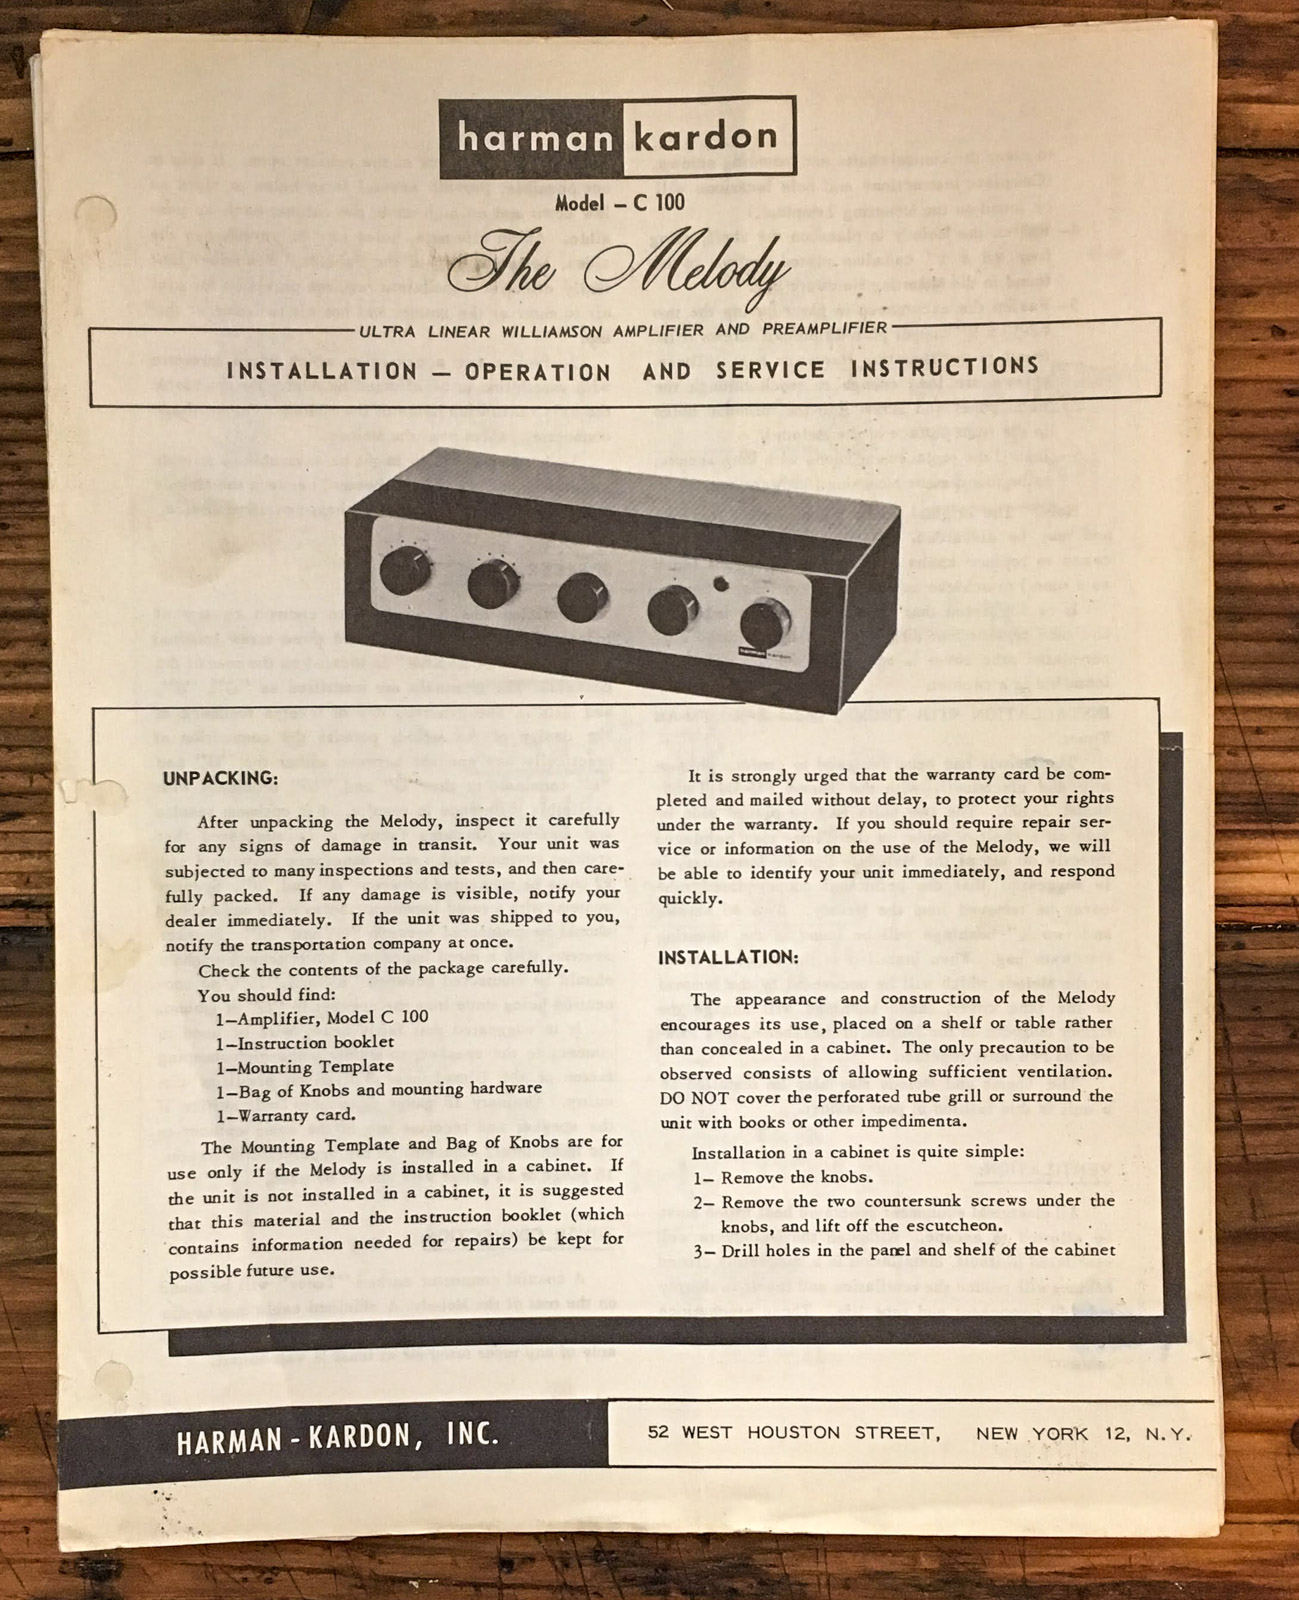 harman kardon
Model – C 100
The Melody
ULTRA LINEAR WILLIAMSON AMPLIFIER AND PREAMPLIFIER
INSTALLATION — OPERATION AND SERVICE INSTRUCTIONS
harman kardon
UNPACKING:
After unpacking the Melody, inspect it carefully
for any signs of damage in transit. Your unit was
subjected to many inspections and tests, and then care-
fully packed. If any damage is visible, notify your
dealer immediately. If the unit was shipped to you,
notify the transportation company at once.
Check the contents of the package carefully.
You should find:
1—Amplifier, Model C 100
1—Instruction booklet
1—Mounting Template
1—Bag of Knobs and mounting hardware
1—Warranty card.
The Mounting Template and Bag of Knobs are for
use only if the Melody is installed in a cabinet. If
the unit is not installed in a cabinet, it is suggested
that this material and the instruction booklet (which
contains information needed for repairs) be kept for
possible future use.
It is strongly urged that the warranty card be com-
pleted and mailed without delay, to protect your rights
under the warranty. If you should require repair ser-
vice or information on the use of the Melody, we will
be able to identify your unit immediately, and respond
quickly.
INSTALLATION:
The appearance and construction of the Melody
encourages its use, placed on a shelf or table rather
than concealed in a cabinet. The only precaution to be
observed consists of allowing sufficient ventilation.
DO NOT cover the perforated tube grill or surround the
unit with books or other impedimenta.
Installation in a cabinet is quite simple:
1— Remove the knobs.
2— Remove the two countersunk screws under the
knobs, and lift off the escutcheon.
3— Drill holes in the panel and shelf of the cabinet
HARMAN - KARDON, INC.
52 WEST HOUSTON STREET, NEW YORK 12, N.Y.